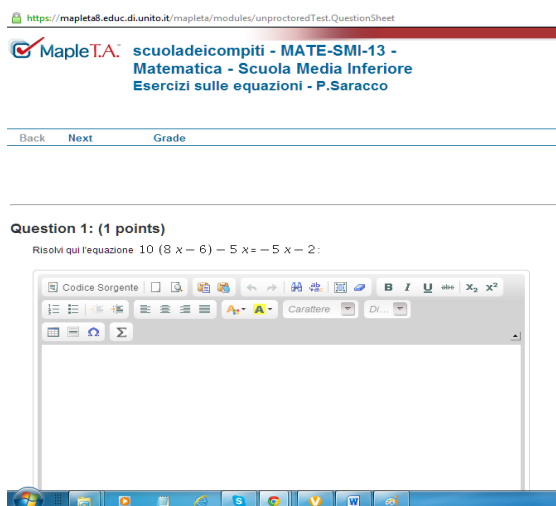 https://mapleta8.educ.di.unito.it/mapleta/modules/unproctoredTest.QuestionSheet
MapleT.A.™ scuoladeicompiti - MATE-SMI-13 -
Matematica - Scuola Media Inferiore
Esercizi sulle equazioni - P.Saracco
Back Next Grade
Question 1: (1 points)
Risolvi qui l'equazione 10 (8 x − 6) − 5 x = − 5 x − 2 :
Codice Sorgente B I U abc X₂ X²
A A Carattere Di...
Ω Σ
S V W